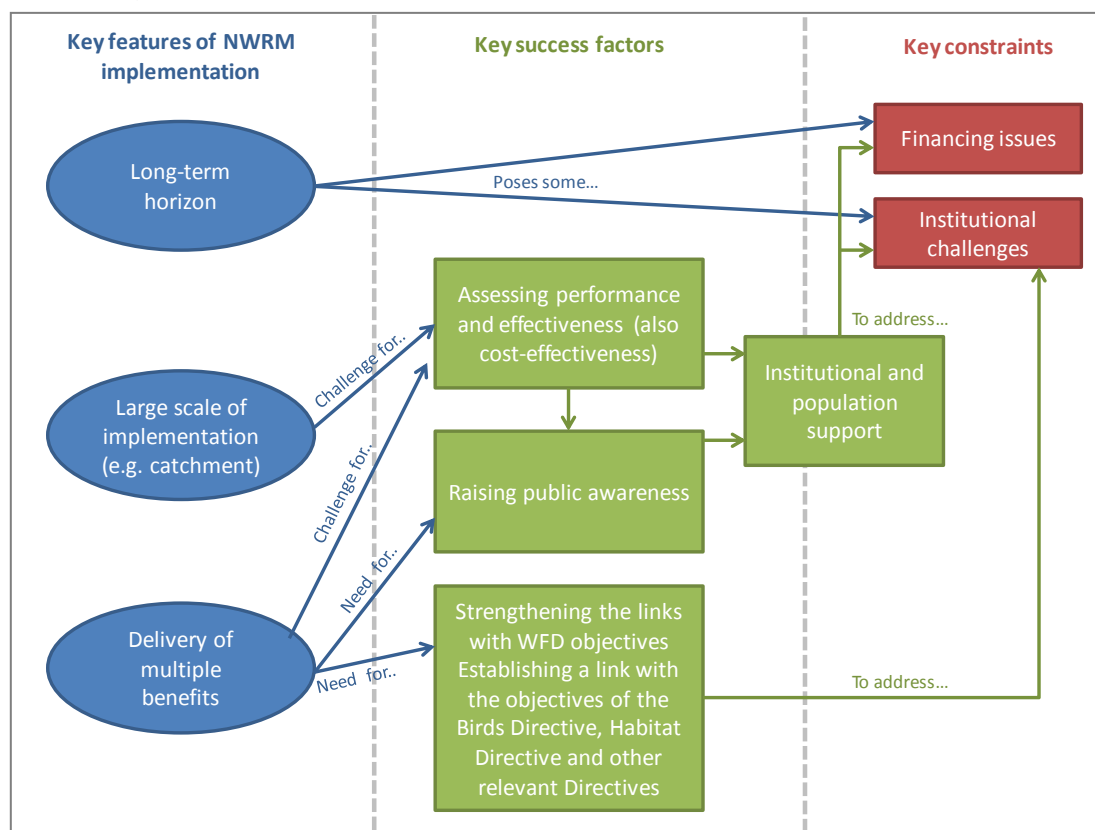 Key features of NWRM
implementation
Key success factors
Key constraints
Long-term
horizon
Poses some...
Financing issues
Institutional
challenges
Assessing performance
and effectiveness (also
cost-effectiveness)
Challenge for..
To address...
Large scale of
implementation
(e.g. catchment)
Institutional and
population
support
Challenge for..
Raising public awareness
Need for..
Delivery of
multiple
benefits
Need for..
Strengthening the links
with WFD objectives
Establishing a link with
the objectives of the
Birds Directive, Habitat
Directive and other
relevant Directives
To address...